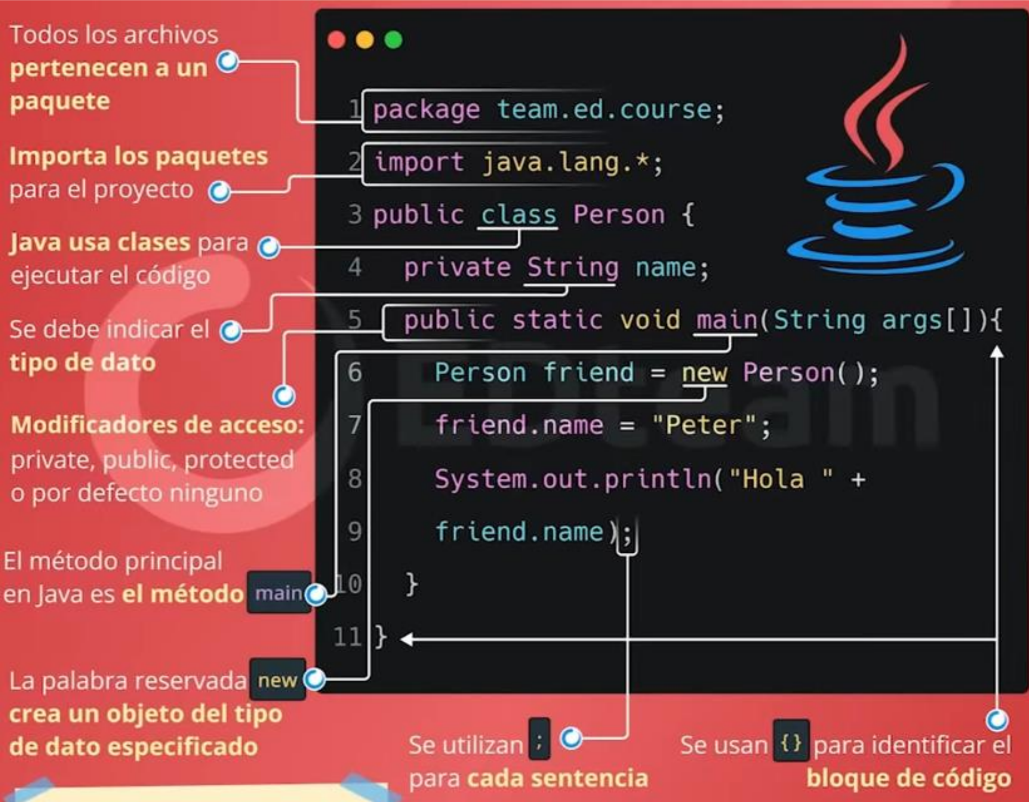 Todos los archivos
pertenecen a un
paquete
Importa los paquetes
para el proyecto
Java usa clases para
ejecutar el código
Se debe indicar el
tipo de dato
Modificadores de acceso:
private, public, protected
o por defecto ninguno
El método principal
en Java es el método main
La palabra reservada new
crea un objeto del tipo
de dato especificado
1 package team.ed.course;
2 import java.lang.*;
3 public class Person {
4 private String name;
5 public static void main(String args[]){
6 Person friend = new Person();
7 friend.name = "Peter";
8 System.out.println("Hola " +
9 friend.name);
10 }
11 }
Se utilizan ;
para cada sentencia
Se usan {} para identificar el
bloque de código
EDteam